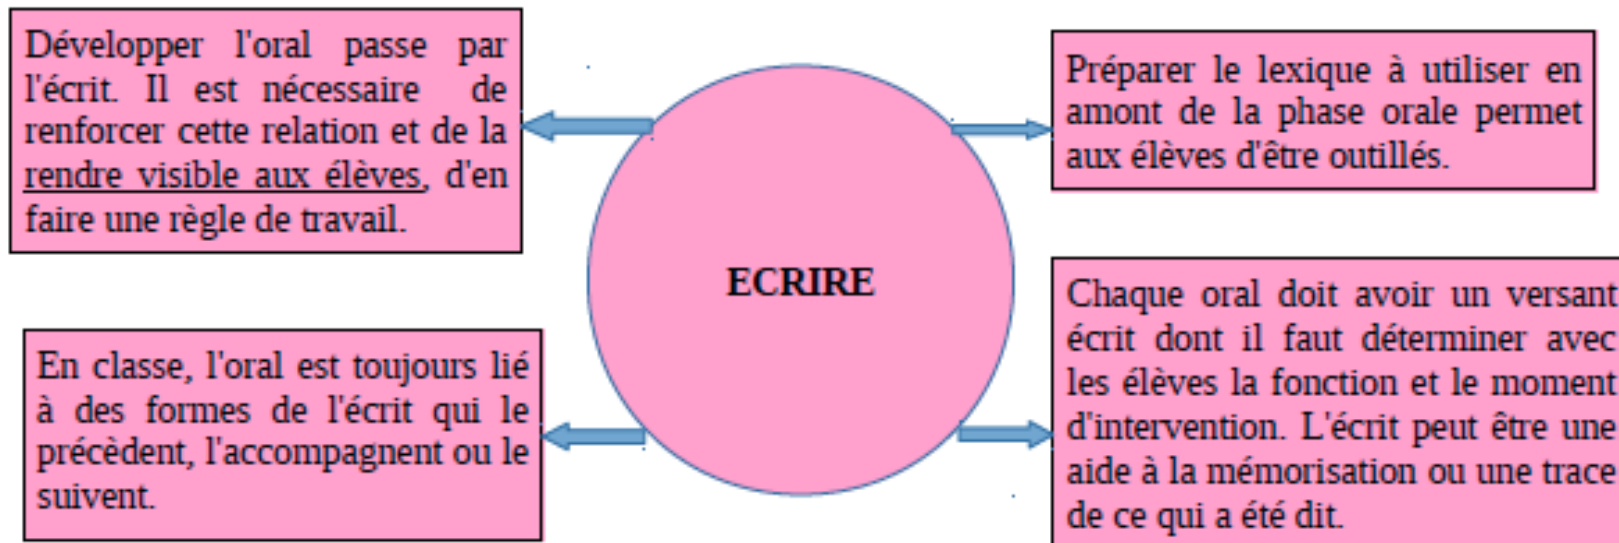 Développer l'oral passe par
l'écrit. Il est nécessaire de
renforcer cette relation et de la
rendre visible aux élèves, d'en
faire une règle de travail.
Préparer le lexique à utiliser en
amont de la phase orale permet
aux élèves d'être outillés.
ECRIRE
En classe, l'oral est toujours lié
à des formes de l'écrit qui le
précèdent, l'accompagnent ou le
suivent.
Chaque oral doit avoir un versant
écrit dont il faut déterminer avec
les élèves la fonction et le moment
d'intervention. L'écrit peut être une
aide à la mémorisation ou une trace
de ce qui a été dit.